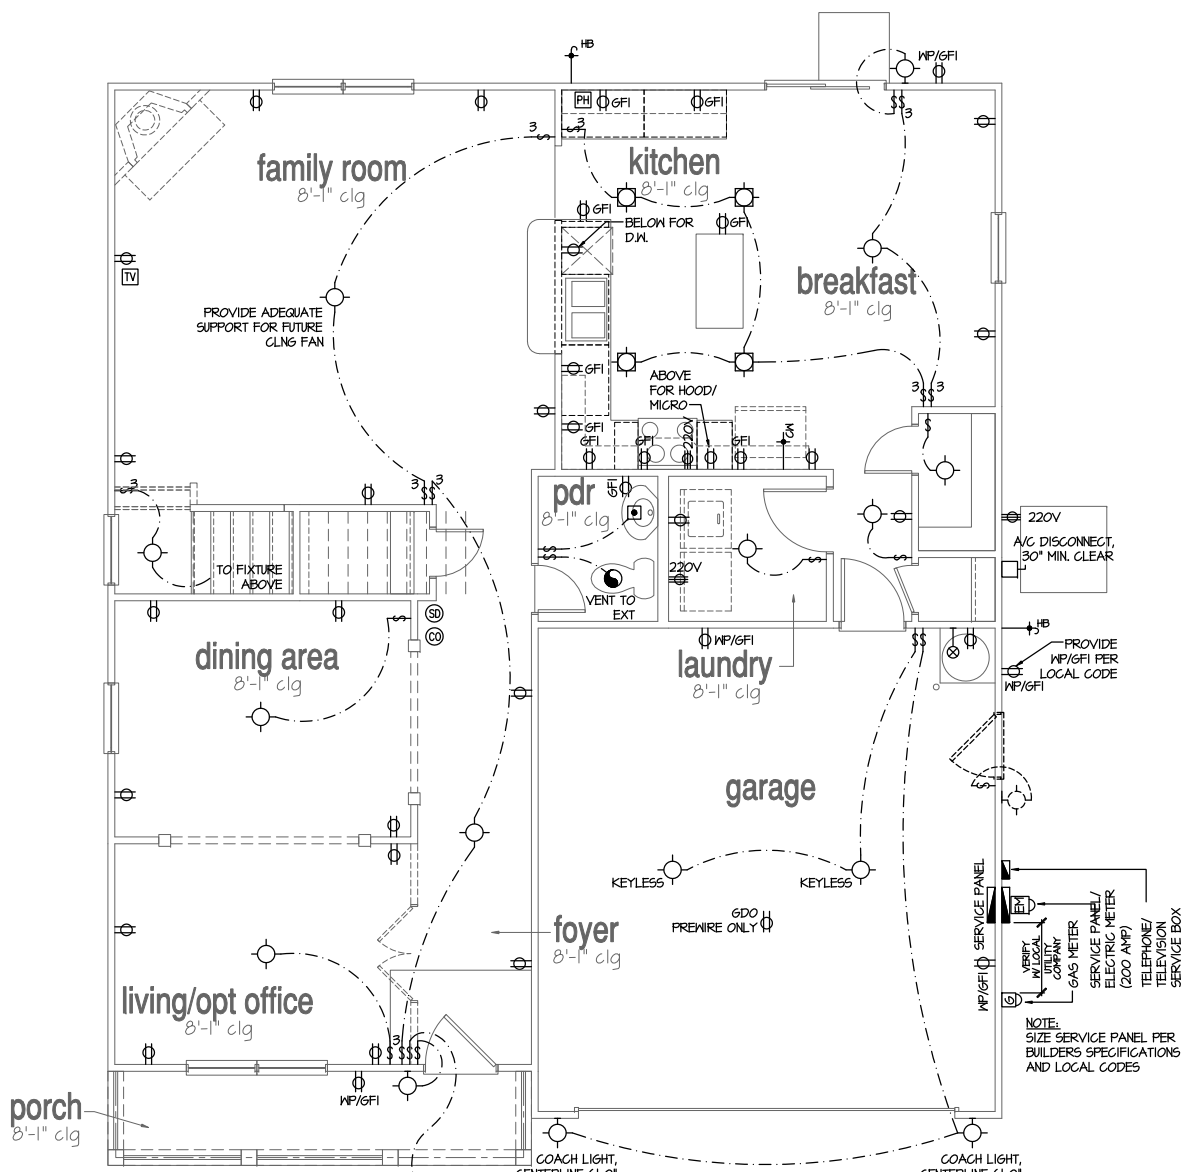 HB
WP/GFI
PH
GFI
GFI
3
3
3
family room
8'-1" clg
kitchen
8'-1" clg
GFI
GFI
BELOW FOR
D.W.
TV
breakfast
8'-1" clg
PROVIDE ADEQUATE
SUPPORT FOR FUTURE
CLNG FAN
GFI
ABOVE
FOR HOOD/
MICRO
3
3
GFI
220V
CW
GFI
GFI
GFI
3
3
3
pdr
8'-1" clg
GFI
220V
A/C DISCONNECT,
30" MIN. CLEAR
TO FIXTURE
ABOVE
220V
VENT TO
EXT
SD
CO
HB
WP/GFI
PROVIDE
WP/GFI PER
LOCAL CODE
WP/GFI
dining area
8'-1" clg
laundry
8'-1" clg
garage
KEYLESS
KEYLESS
GDO
PREWIRE ONLY
SERVICE PANEL
EM
WP/GFI
VERIFY
W/ LOCAL
UTILITY
COMPANY
GAS METER
SERVICE PANEL/
ELECTRIC METER
(200 AMP)
TELEPHONE/
TELEVISION
SERVICE BOX
G
foyer
8'-1" clg
living/opt office
8'-1" clg
NOTE:
SIZE SERVICE PANEL PER
BUILDERS SPECIFICATIONS
AND LOCAL CODES
3
WP/GFI
porch
8'-1" clg
COACH LIGHT,
COACH LIGHT,